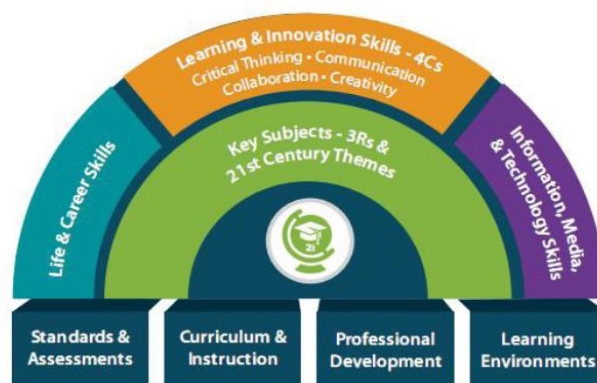 Learning & Innovation Skills - 4Cs
Critical Thinking • Communication
Collaboration • Creativity
Life & Career Skills
Key Subjects - 3Rs &
21st Century Themes
Information, Media,
& Technology Skills
21
Standards &
Assessments
Curriculum &
Instruction
Professional
Development
Learning
Environments